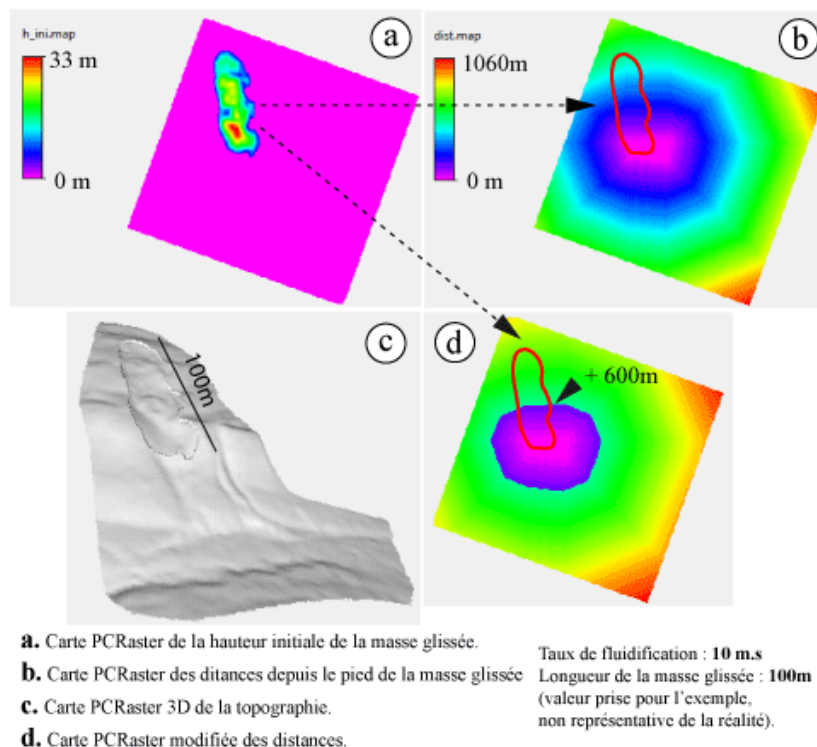 h_ini.map
33 m
0 m
a
dist.map
1060m
0 m
b
c
100m
d
+ 600m
a. Carte PCRaster de la hauteur initiale de la masse glissée.
b. Carte PCRaster des ditances depuis le pied de la masse glissée
c. Carte PCRaster 3D de la topographie.
d. Carte PCRaster modifiée des distances.
Taux de fluidification : 10 m.s
Longueur de la masse glissée : 100m
(valeur prise pour l'exemple,
non représentative de la réalité).